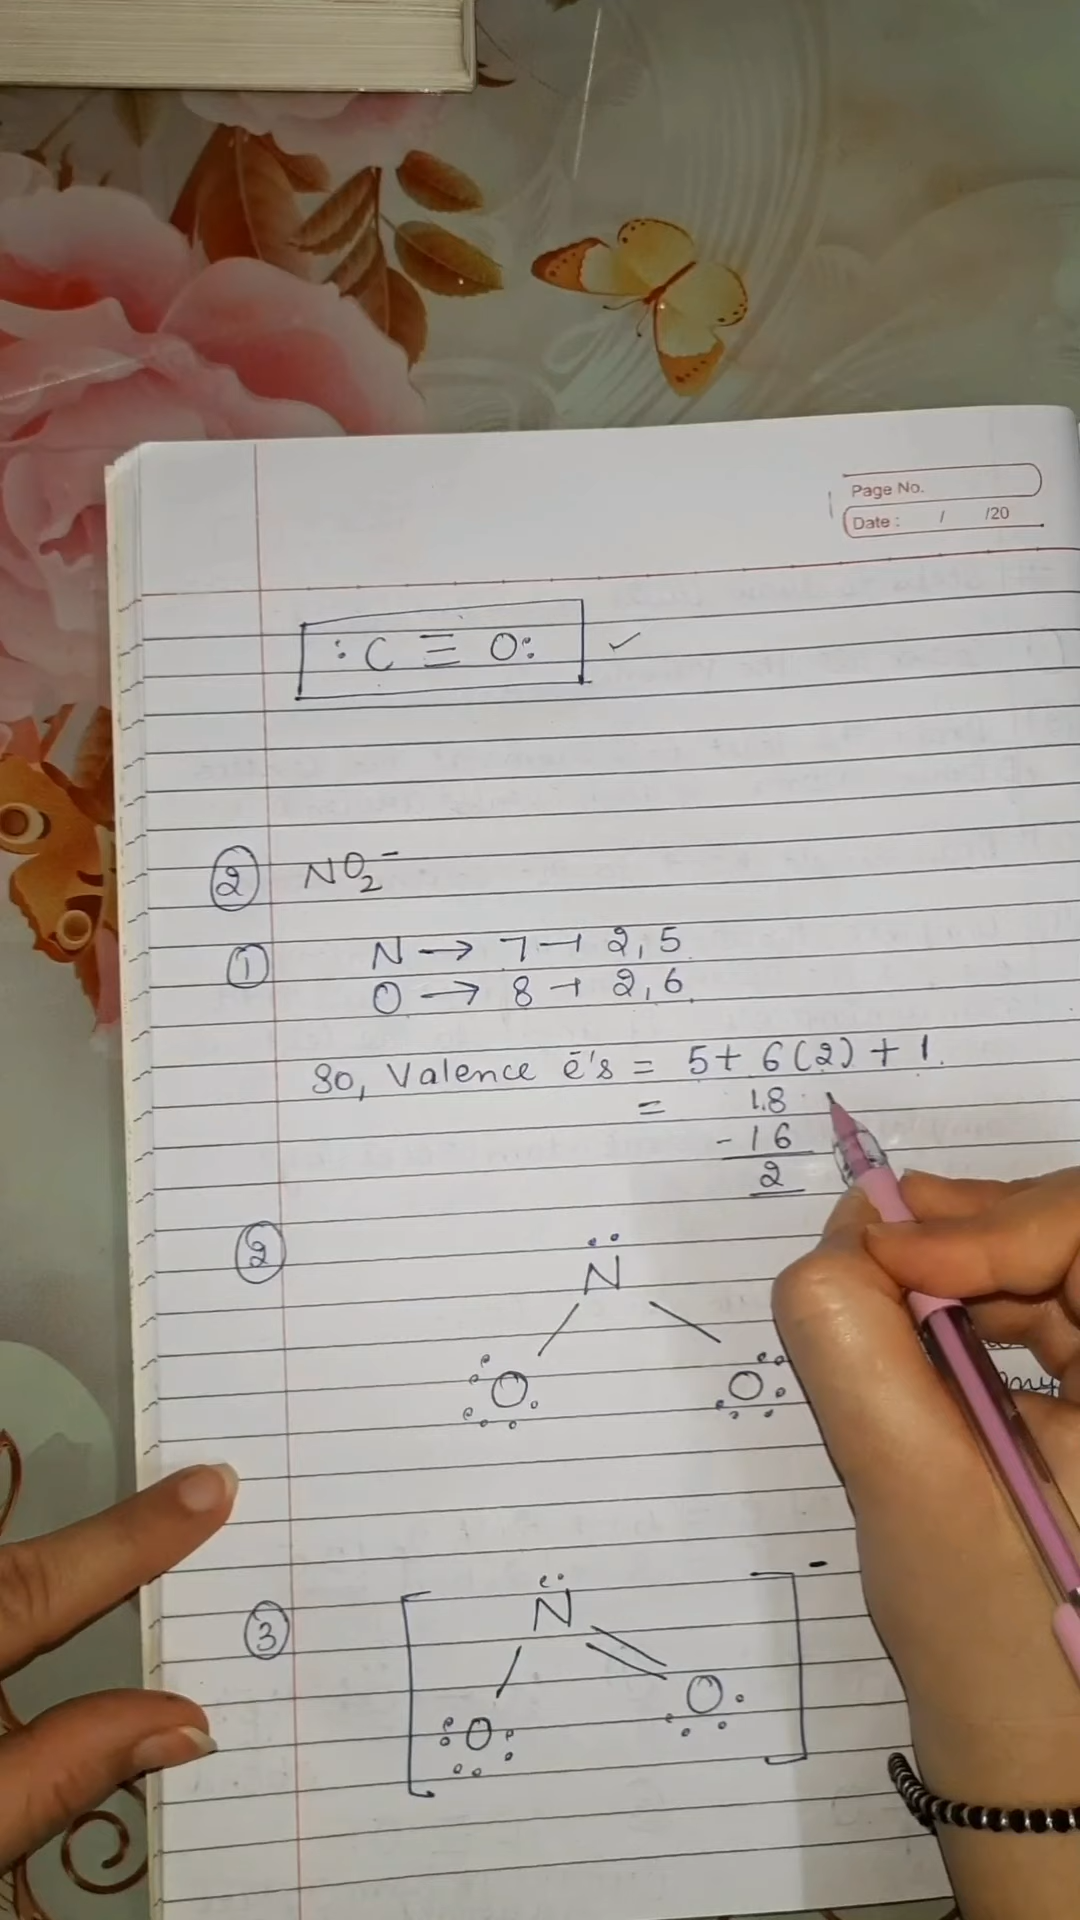 Page No.
Date : / /20
:C ≡ O: ✓
② NO₂⁻
① N → 7 → 2, 5
O → 8 → 2, 6
So, Valence ē's = 5 + 6(2) + 1
= 18
- 16
2
②
N
O O
③
N -
O O